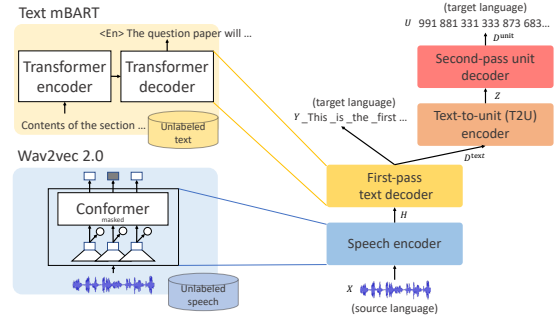 Text mBART
<En> The question paper will …
Transformer
encoder
Transformer
decoder
Contents of the section …
Unlabeled
text
Wav2vec 2.0
Conformer
masked
Unlabeled
speech
(target language)
U 991 881 331 333 873 683…
D^unit
Second-pass unit
decoder
Z
Text-to-unit (T2U)
encoder
D^text
(target language)
Y _This _is _the _first …
First-pass
text decoder
H
Speech encoder
X
(source language)